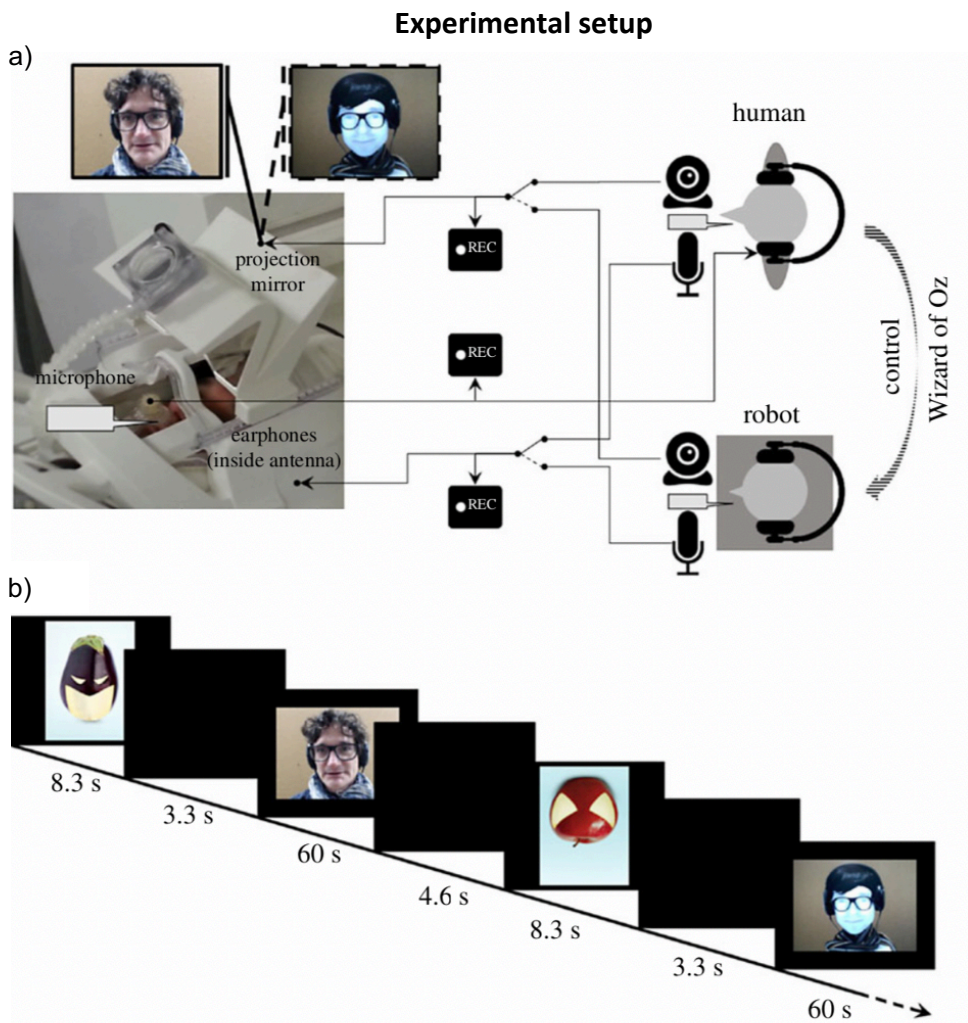 Experimental setup
a)
human
projection
mirror
REC
REC
microphone
earphones
(inside antenna)
REC
robot
control
Wizard of Oz
b)
8.3 s
3.3 s
60 s
4.6 s
8.3 s
3.3 s
60 s